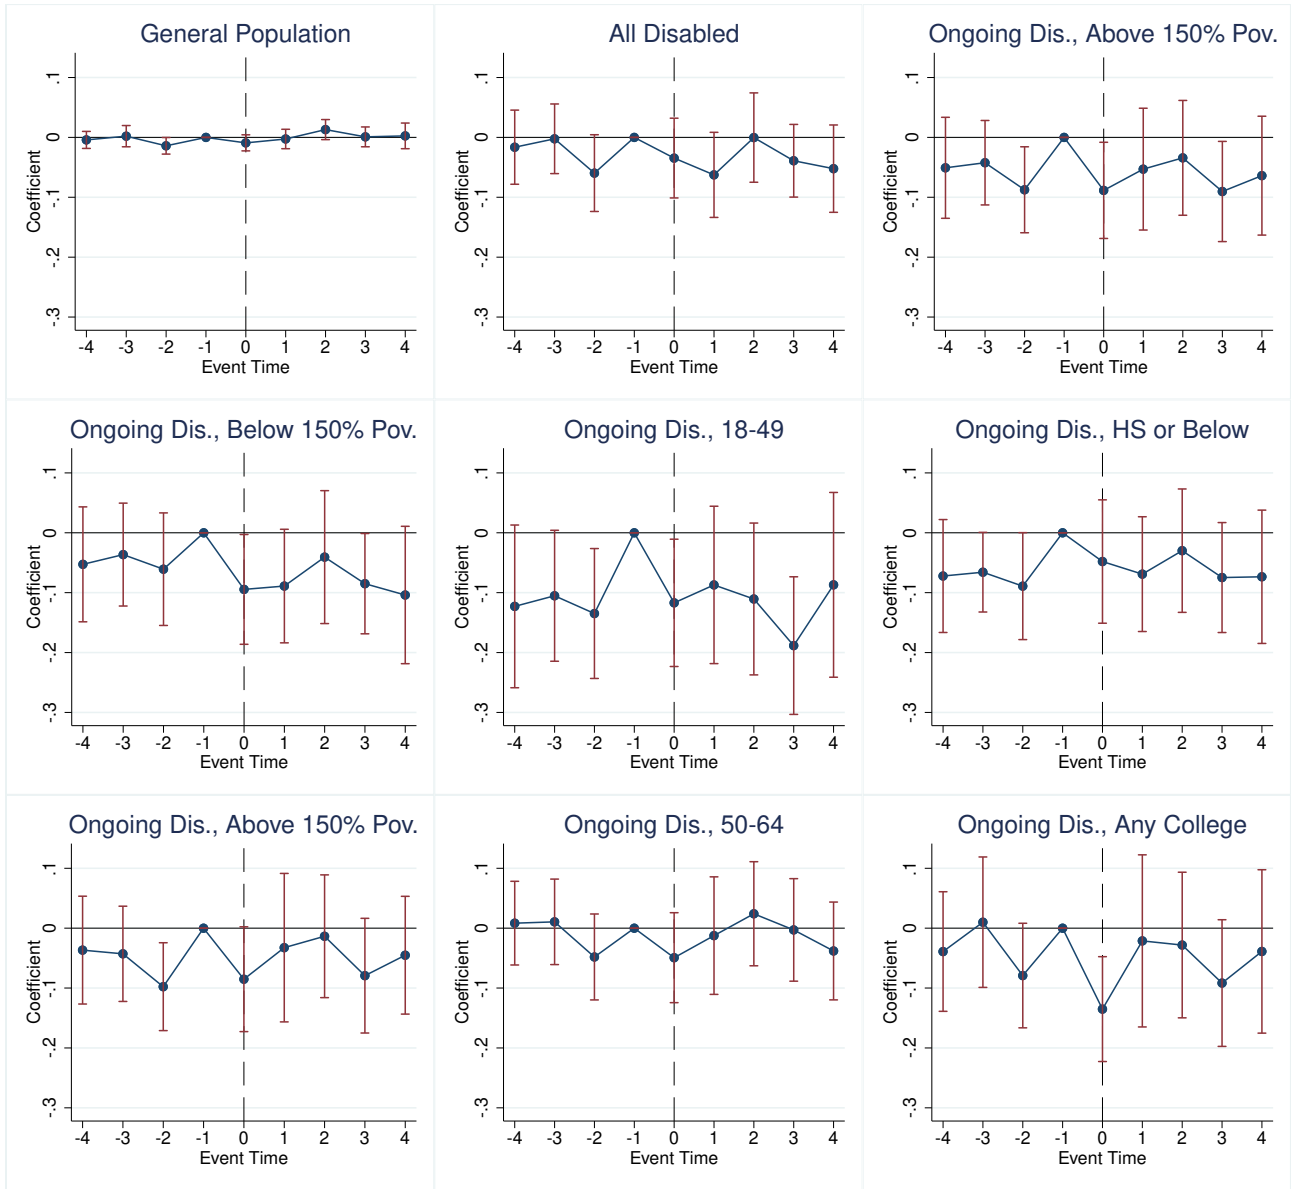 General Population
.1
0
-.1
-.2
-.3
Coefficient
-4 -3 -2 -1 0 1 2 3 4
Event Time
All Disabled
.1
0
-.1
-.2
-.3
Coefficient
-4 -3 -2 -1 0 1 2 3 4
Event Time
Ongoing Dis., Above 150% Pov.
.1
0
-.1
-.2
-.3
Coefficient
-4 -3 -2 -1 0 1 2 3 4
Event Time
Ongoing Dis., Below 150% Pov.
.1
0
-.1
-.2
-.3
Coefficient
-4 -3 -2 -1 0 1 2 3 4
Event Time
Ongoing Dis., 18-49
.1
0
-.1
-.2
-.3
Coefficient
-4 -3 -2 -1 0 1 2 3 4
Event Time
Ongoing Dis., HS or Below
.1
0
-.1
-.2
-.3
Coefficient
-4 -3 -2 -1 0 1 2 3 4
Event Time
Ongoing Dis., Above 150% Pov.
.1
0
-.1
-.2
-.3
Coefficient
-4 -3 -2 -1 0 1 2 3 4
Event Time
Ongoing Dis., 50-64
.1
0
-.1
-.2
-.3
Coefficient
-4 -3 -2 -1 0 1 2 3 4
Event Time
Ongoing Dis., Any College
.1
0
-.1
-.2
-.3
Coefficient
-4 -3 -2 -1 0 1 2 3 4
Event Time